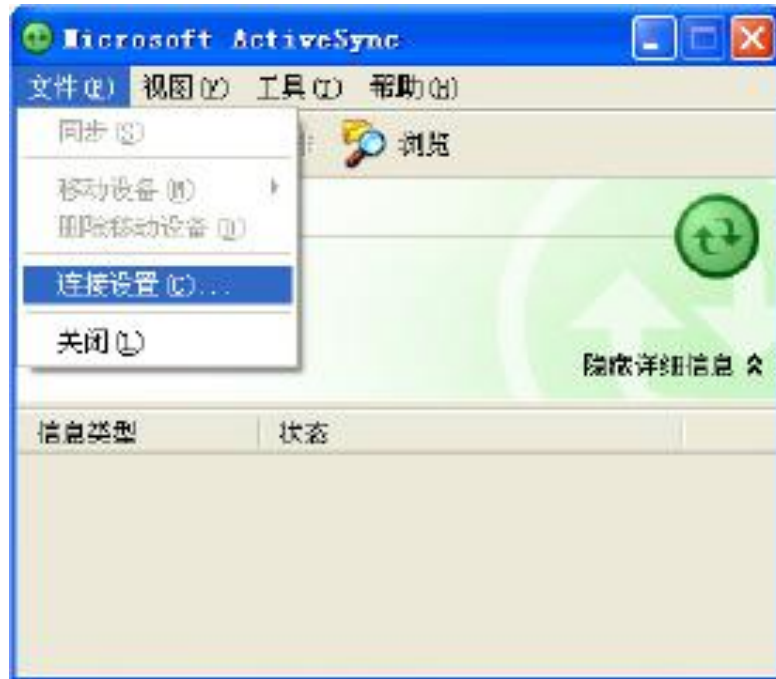 Microsoft ActiveSync
文件(F) 视图(V) 工具(T) 帮助(H)
同步(S)
浏览
移动设备(M)
删除移动设备(D)
连接设置(C)...
关闭(L)
隐藏详细信息
信息类型 状态